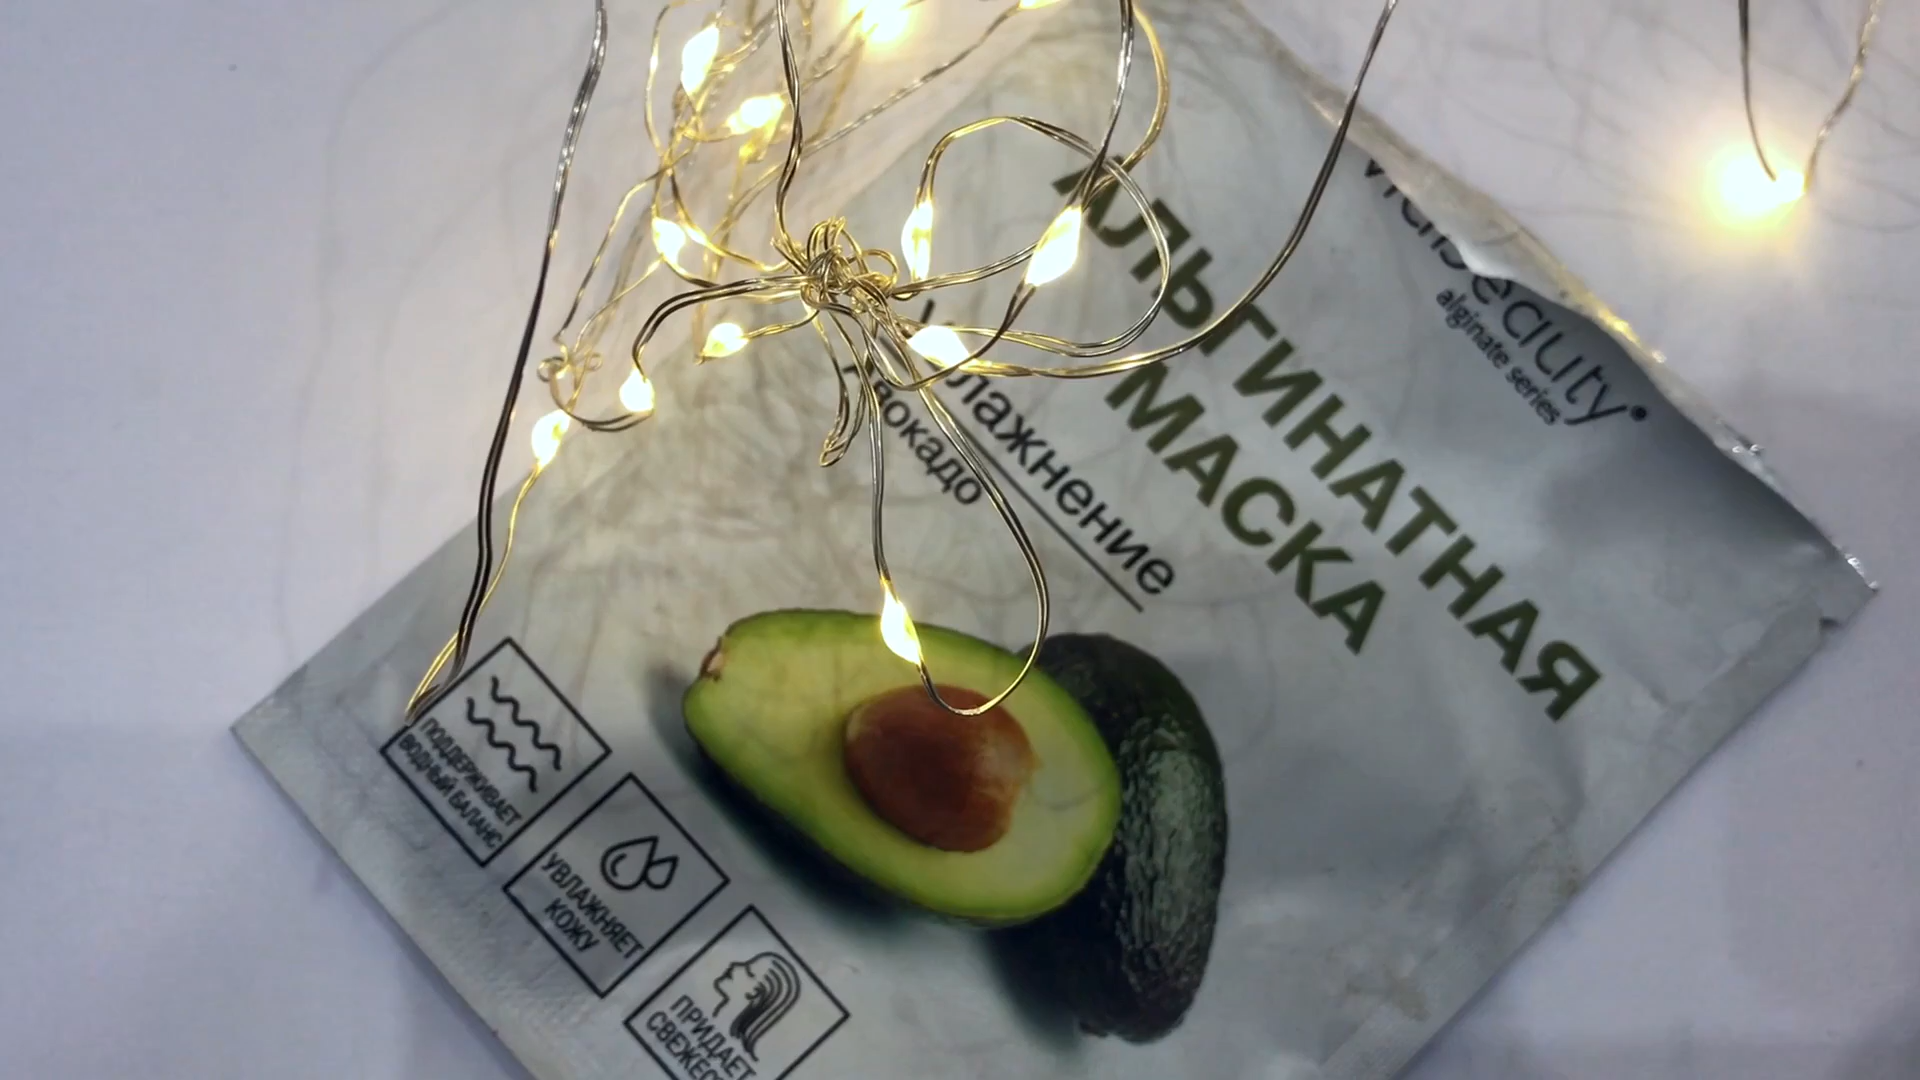 alginate series
АЛЬГИНАТНАЯ
МАСКА
Увлажнение
Авокадо
ПОДДЕРЖИВАЕТ
ВОДНЫЙ БАЛАНС
УВЛАЖНЯЕТ
КОЖУ
ПРИДАЕТ